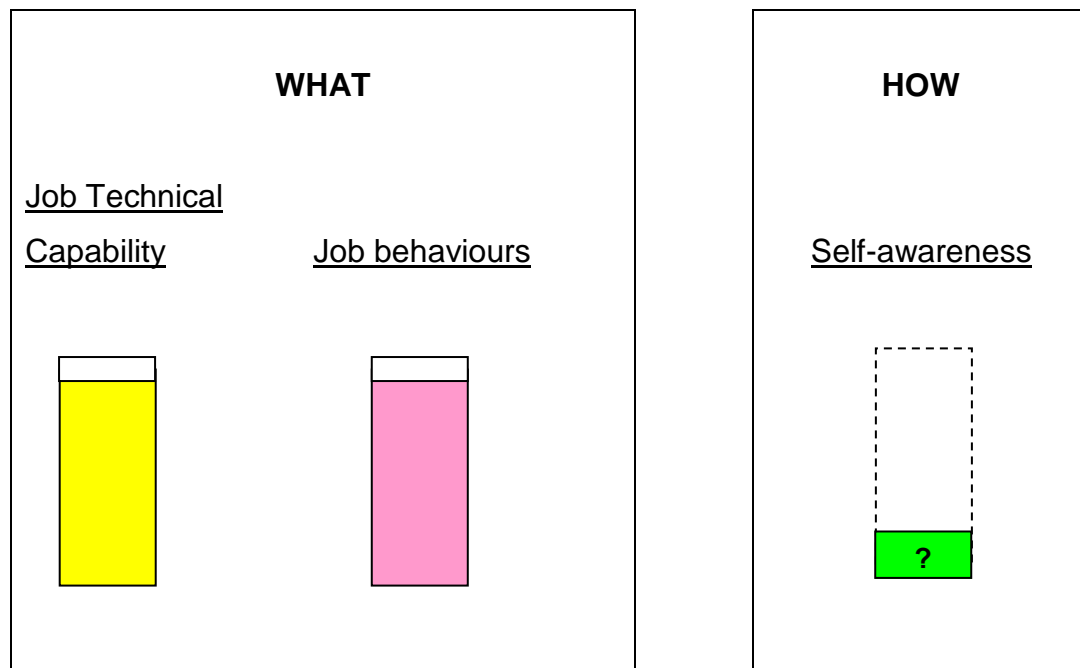 WHAT
Job Technical
Capability
Job behaviours
HOW
Self-awareness
?